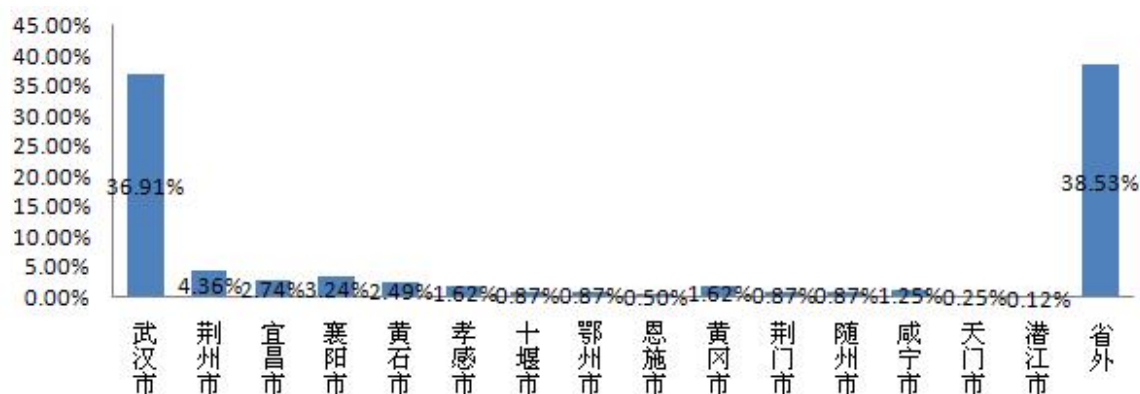 45.00%
40.00%
35.00%
30.00%
25.00%
20.00%
15.00%
10.00%
5.00%
0.00%
36.91%
4.36%
2.74%
3.24%
2.49%
1.62%
0.87%
0.87%
0.50%
1.62%
0.87%
0.87%
1.25%
0.25%
0.12%
38.53%
武汉市
荆州市
宜昌市
襄阳市
黄石市
孝感市
十堰市
鄂州市
恩施市
黄冈市
荆门市
随州市
咸宁市
天门市
潜江市
省外